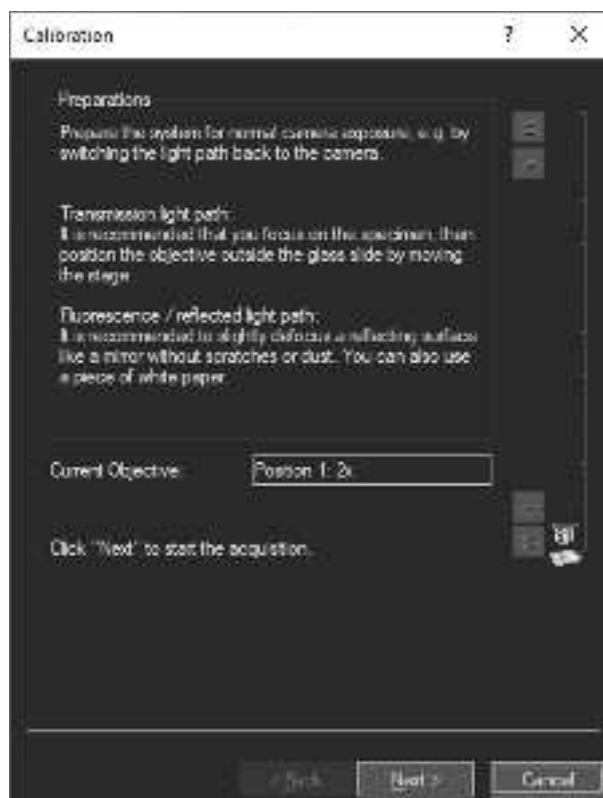 Calibration ? ×
Preparations
Prepare the system for normal camera exposure, e.g. by
switching the light path back to the camera.
Transmission light path:
It is recommended that you focus on the specimen, then
position the objective outside the glass slide by moving
the stage.
Fluorescence / reflected light path:
It is recommended to slightly defocus a reflecting surface
like a mirror without scratches or dust. You can also use
a piece of white paper.
Current Objective: Position 1: 2x
Click "Next" to start the acquistion.
< Back Next > Cancel